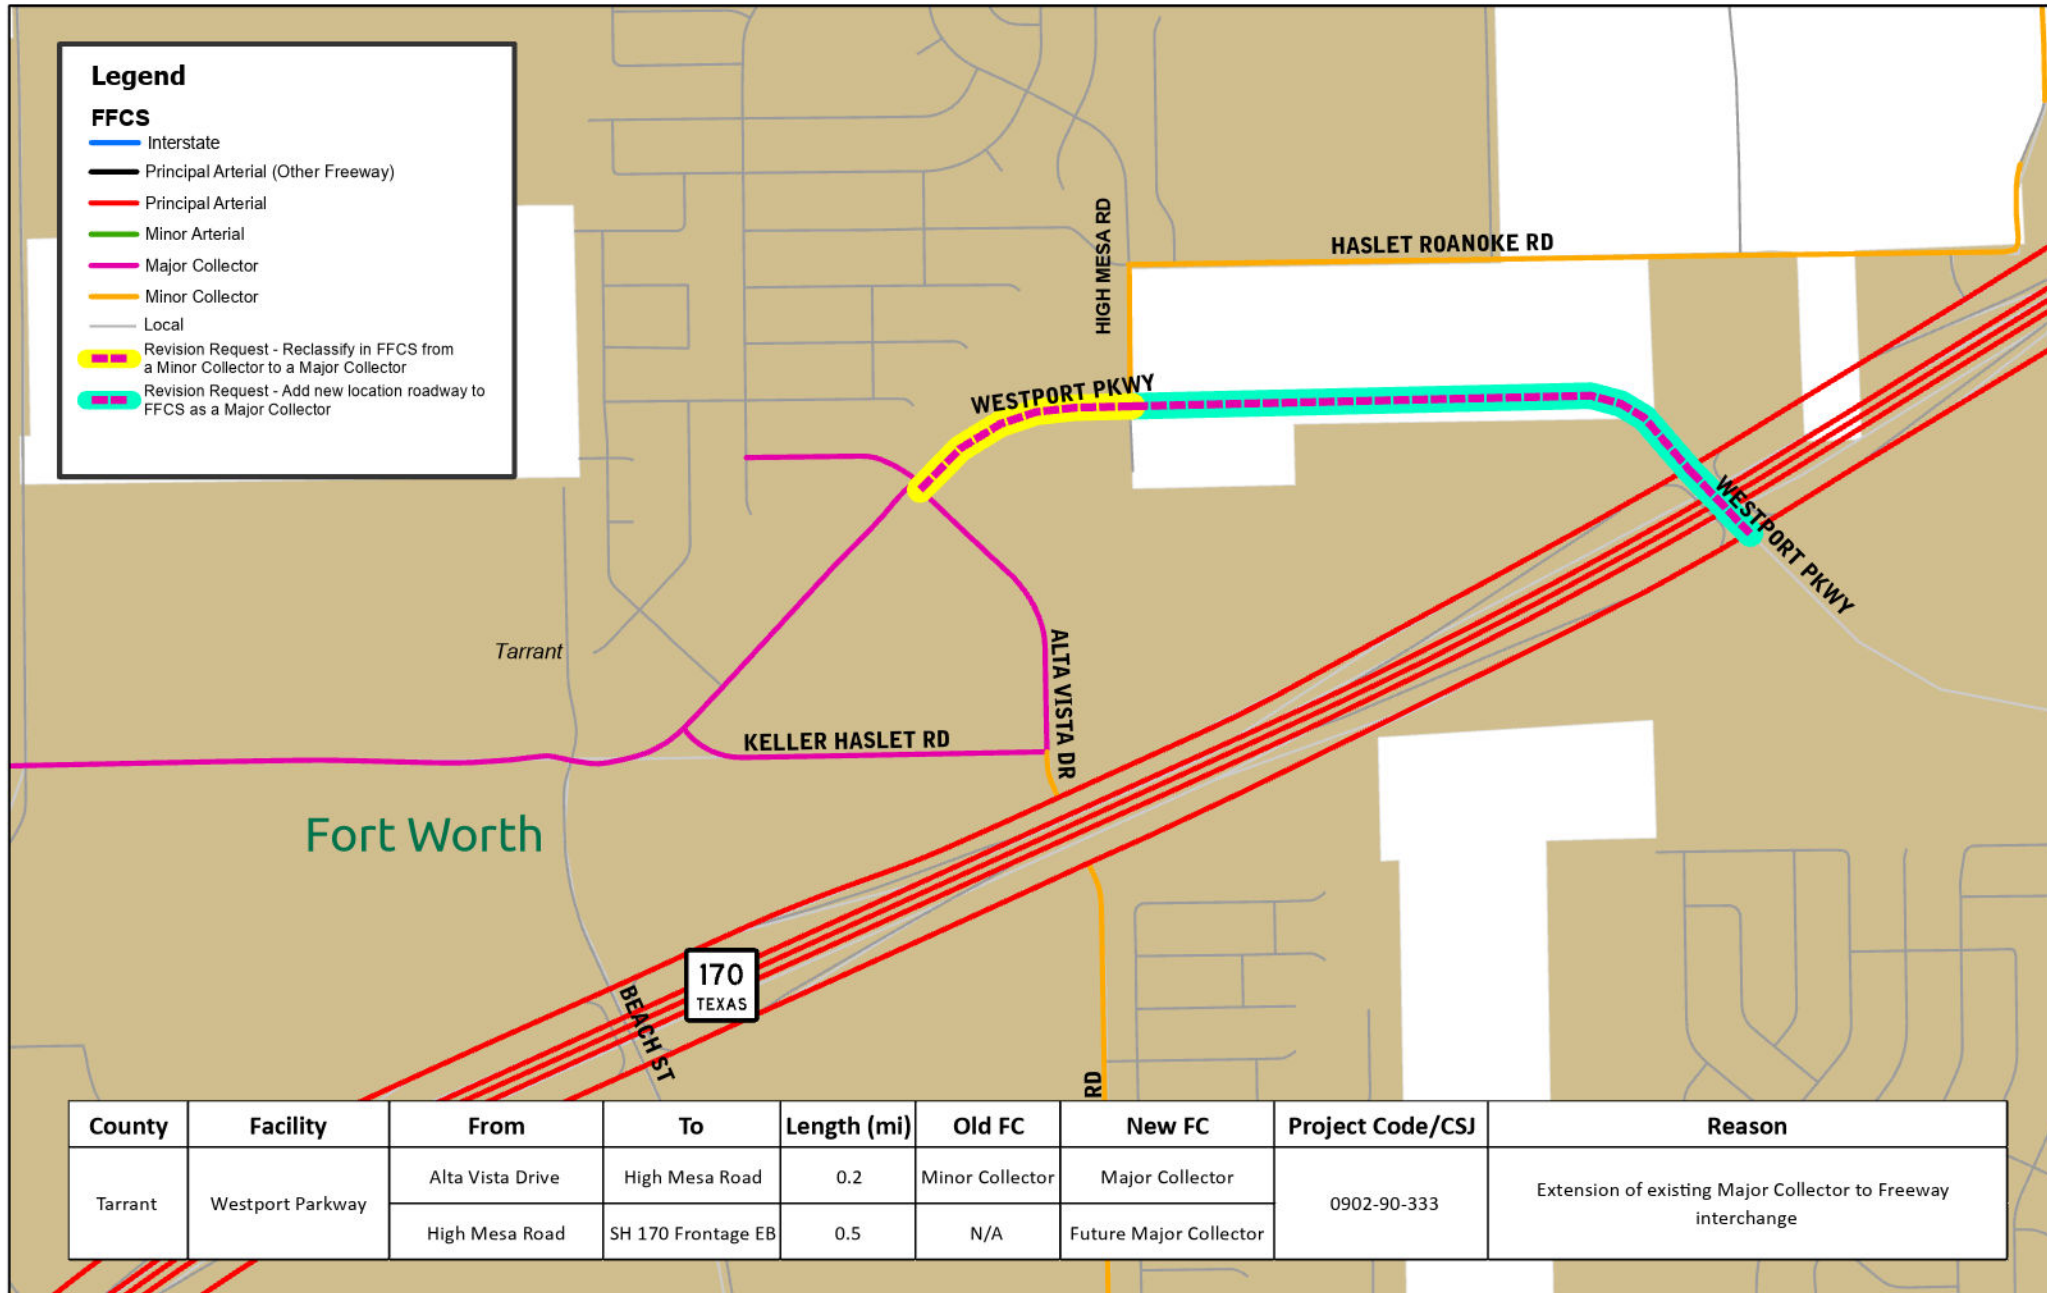 Legend
FFCS
Interstate
Principal Arterial (Other Freeway)
Principal Arterial
Minor Arterial
Major Collector
Minor Collector
Local
Revision Request - Reclassify in FFCS from
a Minor Collector to a Major Collector
Revision Request - Add new location roadway to
FFCS as a Major Collector
HIGH MESA RD
HASLET ROANOKE RD
WESTPORT PKWY
WESTPORT PKWY
Tarrant
ALTA VISTA DR
KELLER HASLET RD
Fort Worth
170
TEXAS
BEACH ST
RD
County Facility From To Length (mi) Old FC New FC Project Code/CSJ Reason
Tarrant Westport Parkway Alta Vista Drive High Mesa Road 0.2 Minor Collector Major Collector 0902-90-333 Extension of existing Major Collector to Freeway
interchange
High Mesa Road SH 170 Frontage EB 0.5 N/A Future Major Collector